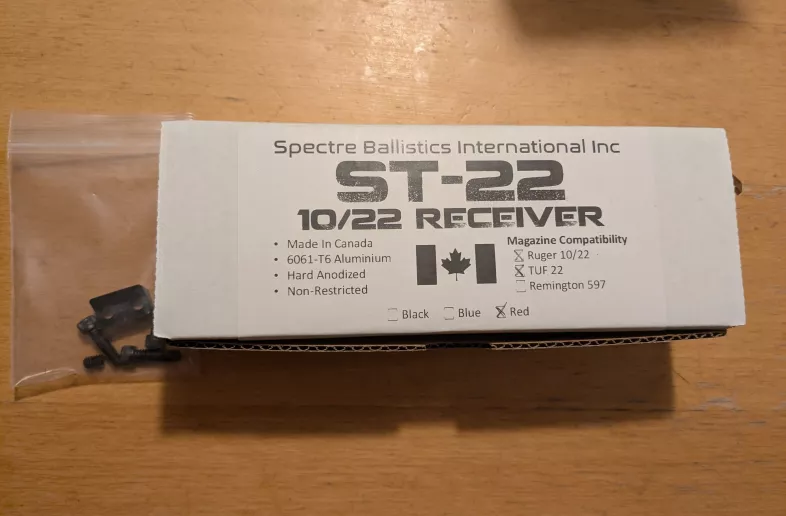 Spectre Ballistics International Inc
ST-22
10/22 RECEIVER
• Made In Canada
• 6061-T6 Aluminium
• Hard Anodized
• Non-Restricted
Magazine Compatibility
☒ Ruger 10/22
☒ TUF 22
☐ Remington 597
☐ Black ☐ Blue ☒ Red